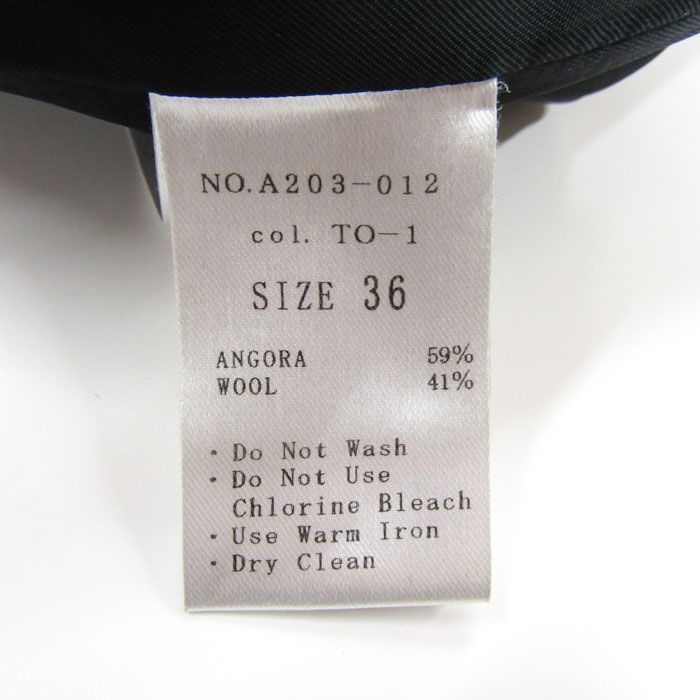 NO.A203-012
col. TO-1
SIZE 36
ANGORA 59%
WOOL 41%
・Do Not Wash
・Do Not Use
Chlorine Bleach
・Use Warm Iron
・Dry Clean